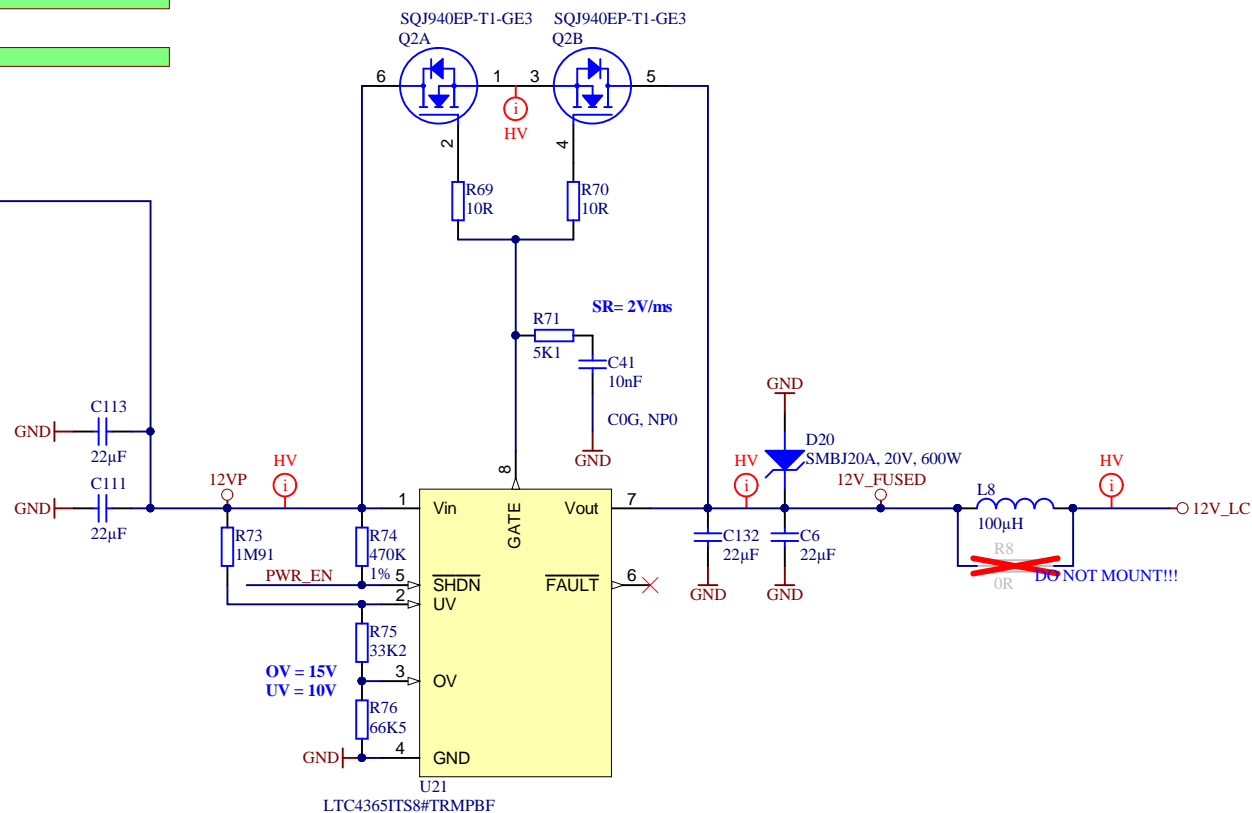 SQJ940EP-T1-GE3 SQJ940EP-T1-GE3
Q2A Q2B
6 1 3 5
i
HV
2 4
R69 R70
10R 10R
SR= 2V/ms
R71
5K1
C41
10nF
C0G, NP0
GND
GND
C113
GND
22µF
C111
GND
22µF
12VP
HV
i
8
D20
SMBJ20A, 20V, 600W
HV
i
12V_FUSED
HV
i
1 Vin GATE Vout 7
L8
100µH
12V_LC
R73
1M91
R74
470K
1%
C132
22µF
C6
22µF
GND GND
R8
0R
DO NOT MOUNT!!!
PWR_EN
5 SHDN FAULT 6
2 UV
R75
33K2
OV = 15V
UV = 10V
3 OV
R76
66K5
GND 4 GND
U21
LTC4365ITS8#TRMPBF